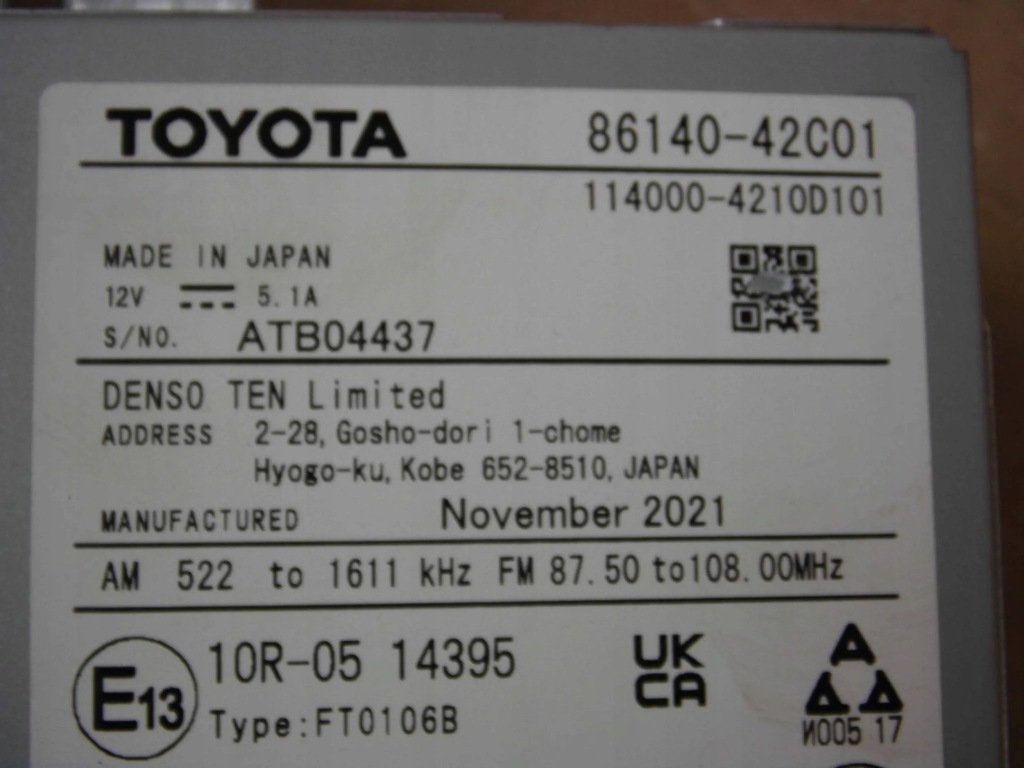 TOYOTA 86140-42C01
114000-4210D101
MADE IN JAPAN
12V 5.1A
S/NO. ATB04437
DENSO TEN Limited
ADDRESS 2-28, Gosho-dori 1-chome
Hyogo-ku, Kobe 652-8510, JAPAN
MANUFACTURED November 2021
AM 522 to 1611 kHz FM 87.50 to 108.00MHz
E13 10R-05 14395
Type:FT0106B
UK
CA
A
Δ Δ
И005 17